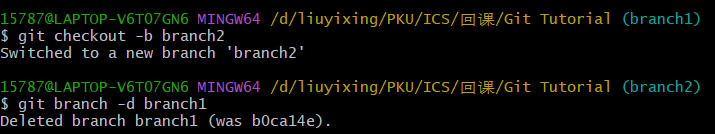 15787@LAPTOP-V6T07GN6 MINGW64 /d/liuyixing/PKU/ICS/回课/Git Tutorial (branch1)
$ git checkout -b branch2
Switched to a new branch 'branch2'
15787@LAPTOP-V6T07GN6 MINGW64 /d/liuyixing/PKU/ICS/回课/Git Tutorial (branch2)
$ git branch -d branch1
Deleted branch branch1 (was b0ca14e).